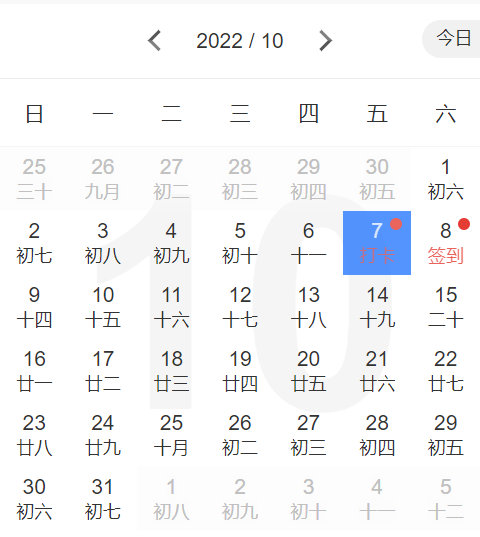 2022 / 10 今日
日 一 二 三 四 五 六
25 26 27 28 29 30 1
三十 九月 初二 初三 初四 初五 初六
2 3 4 5 6 7 8
初七 初八 初九 初十 十一 打卡 签到
9 10 11 12 13 14 15
十四 十五 十六 十七 十八 十九 二十
16 17 18 19 20 21 22
廿一 廿二 廿三 廿四 廿五 廿六 廿七
23 24 25 26 27 28 29
廿八 廿九 十月 初二 初三 初四 初五
30 31 1 2 3 4 5
初六 初七 初八 初九 初十 十一 十二
10